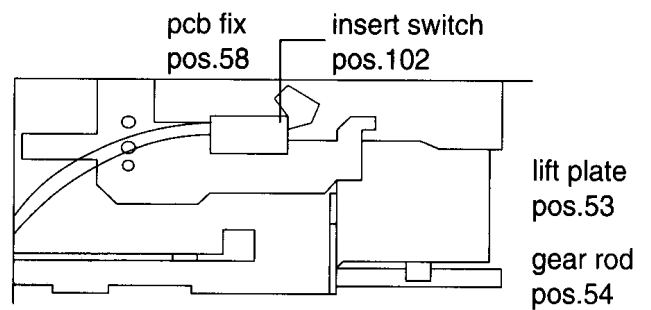 pcb fix
pos.58
insert switch
pos.102
lift plate
pos.53
gear rod
pos.54